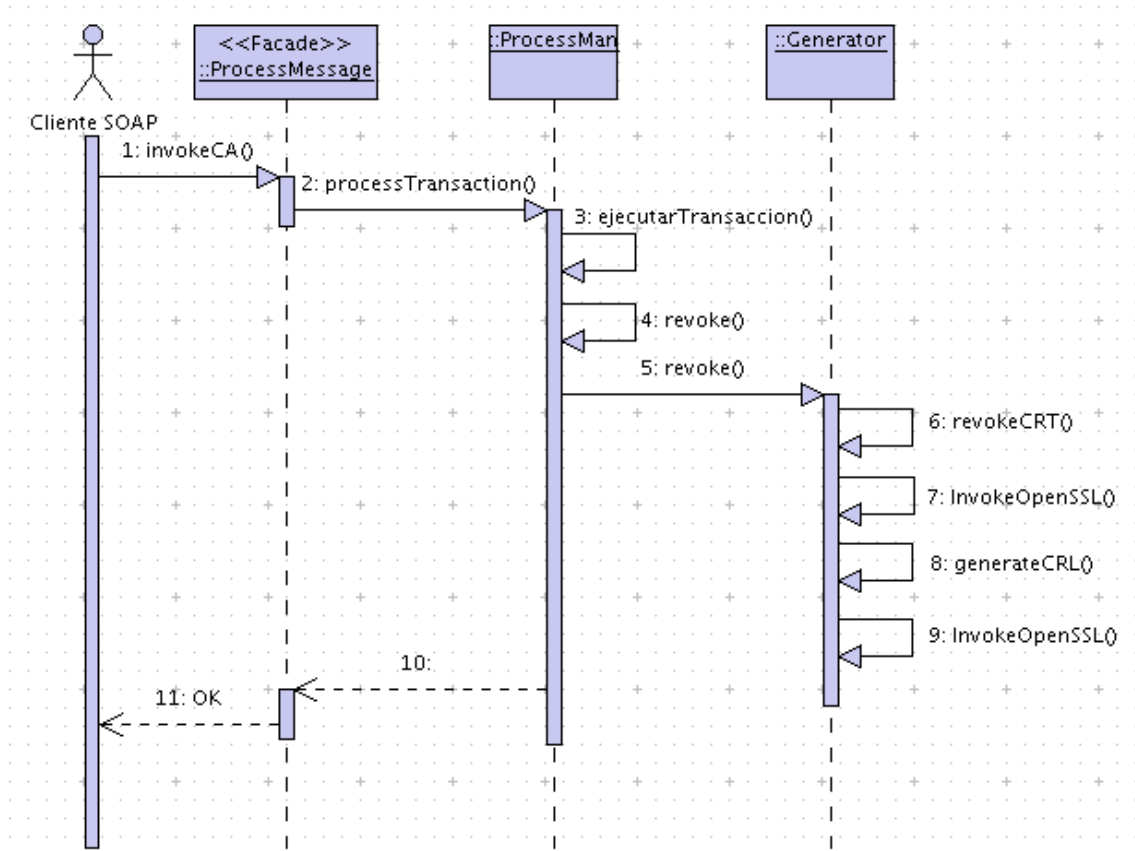 <<Facade>>
::ProcessMessage
::ProcessMan
::Generator
Cliente SOAP
1: invokeCA()
2: processTransaction()
3: ejecutarTransaccion()
4: revoke()
5: revoke()
6: revokeCRT()
7: InvokeOpenSSL()
8: generateCRL()
9: InvokeOpenSSL()
10:
11: OK